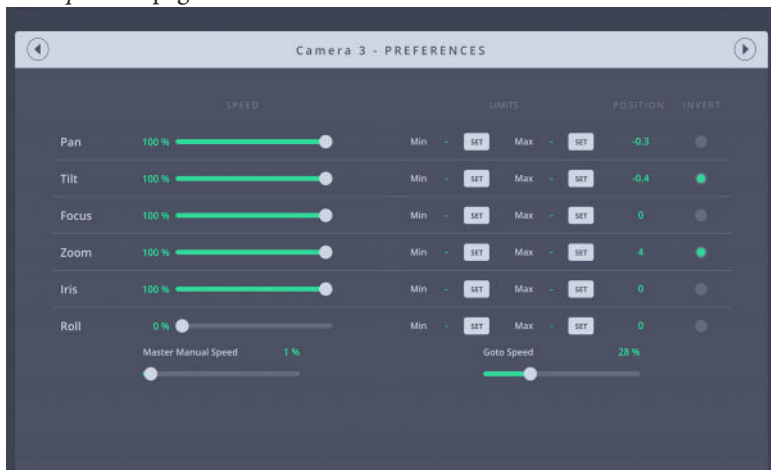 Camera 3 - PREFERENCES
SPEED LIMITS POSITION INVERT
Pan 100 % Min - SET Max - SET -0.3
Tilt 100 % Min - SET Max - SET -0.4
Focus 100 % Min - SET Max - SET 0
Zoom 100 % Min - SET Max - SET 4
Iris 100 % Min - SET Max - SET 0
Roll 0 % Min - SET Max - SET 0
Master Manual Speed 1 % Goto Speed 28 %